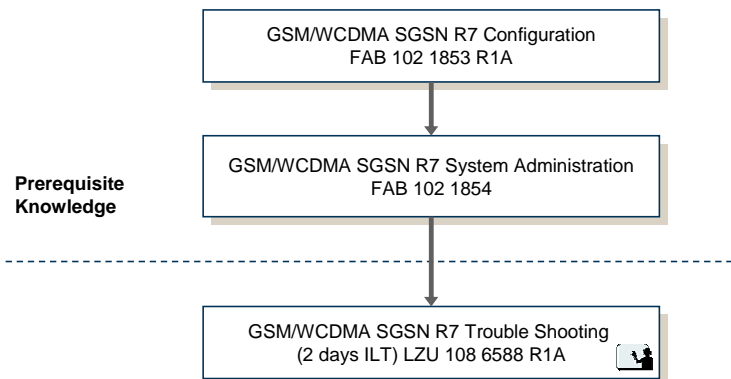 GSM/WCDMA SGSN R7 Configuration
FAB 102 1853 R1A
GSM/WCDMA SGSN R7 System Administration
FAB 102 1854
Prerequisite
Knowledge
GSM/WCDMA SGSN R7 Trouble Shooting
(2 days ILT) LZU 108 6588 R1A